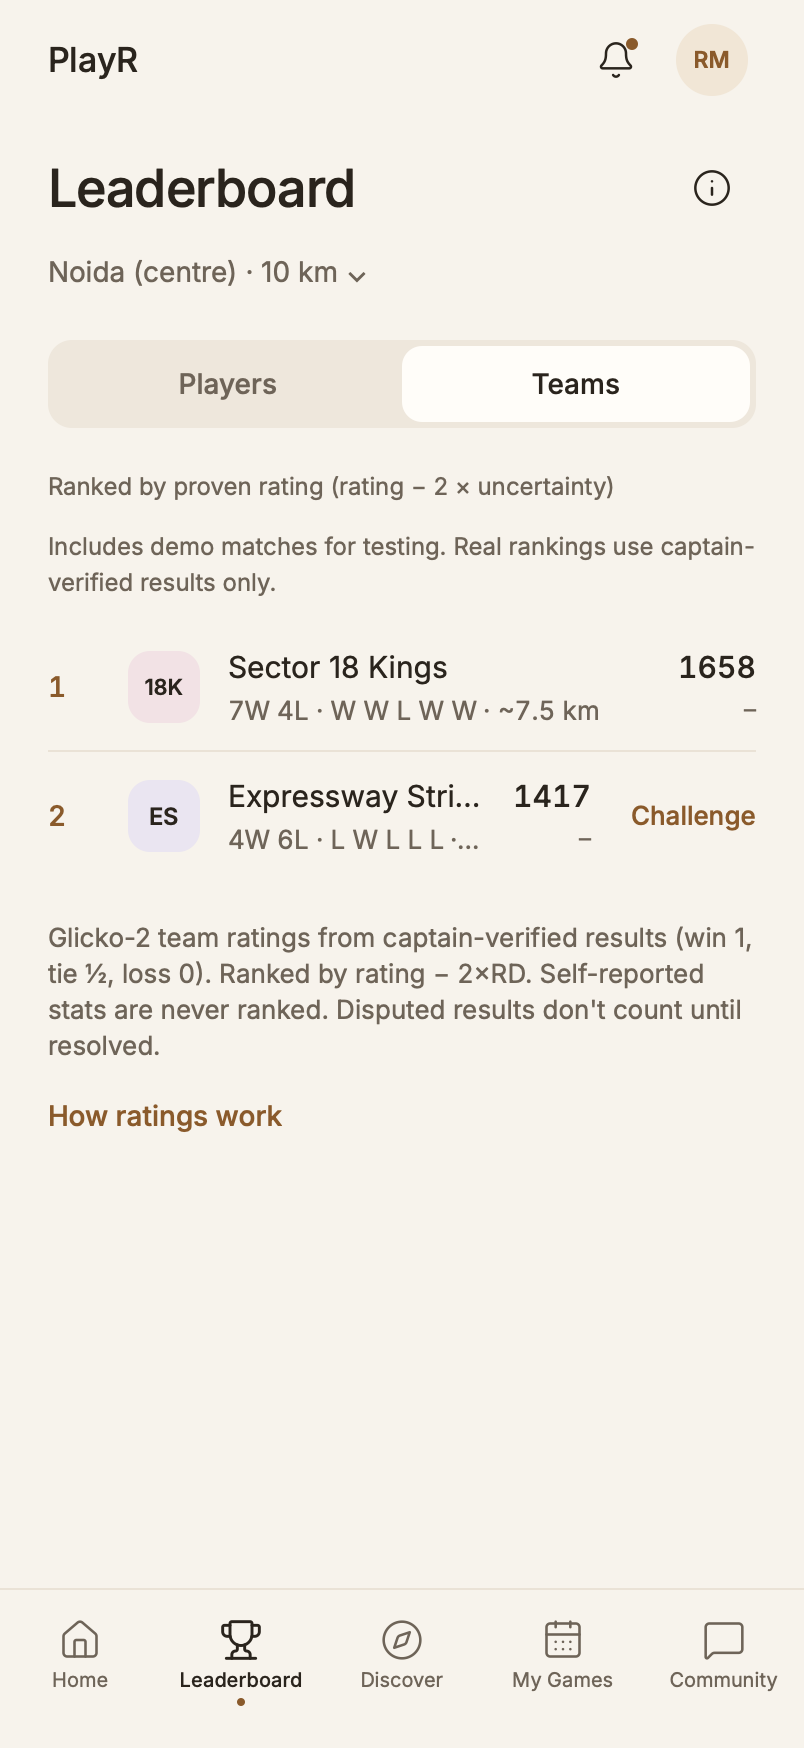 PlayR
RM
Leaderboard
Noida (centre) · 10 km
Players
Teams
Ranked by proven rating (rating – 2 × uncertainty)
Includes demo matches for testing. Real rankings use captain-
verified results only.
1
18K
Sector 18 Kings
1658
7W 4L · W W L W W · ~7.5 km
–
2
ES
Expressway Stri...
1417
Challenge
4W 6L · L W L L L ·...
–
Glicko-2 team ratings from captain-verified results (win 1,
tie ½, loss 0). Ranked by rating – 2×RD. Self-reported
stats are never ranked. Disputed results don't count until
resolved.
How ratings work
Home
Leaderboard
Discover
My Games
Community